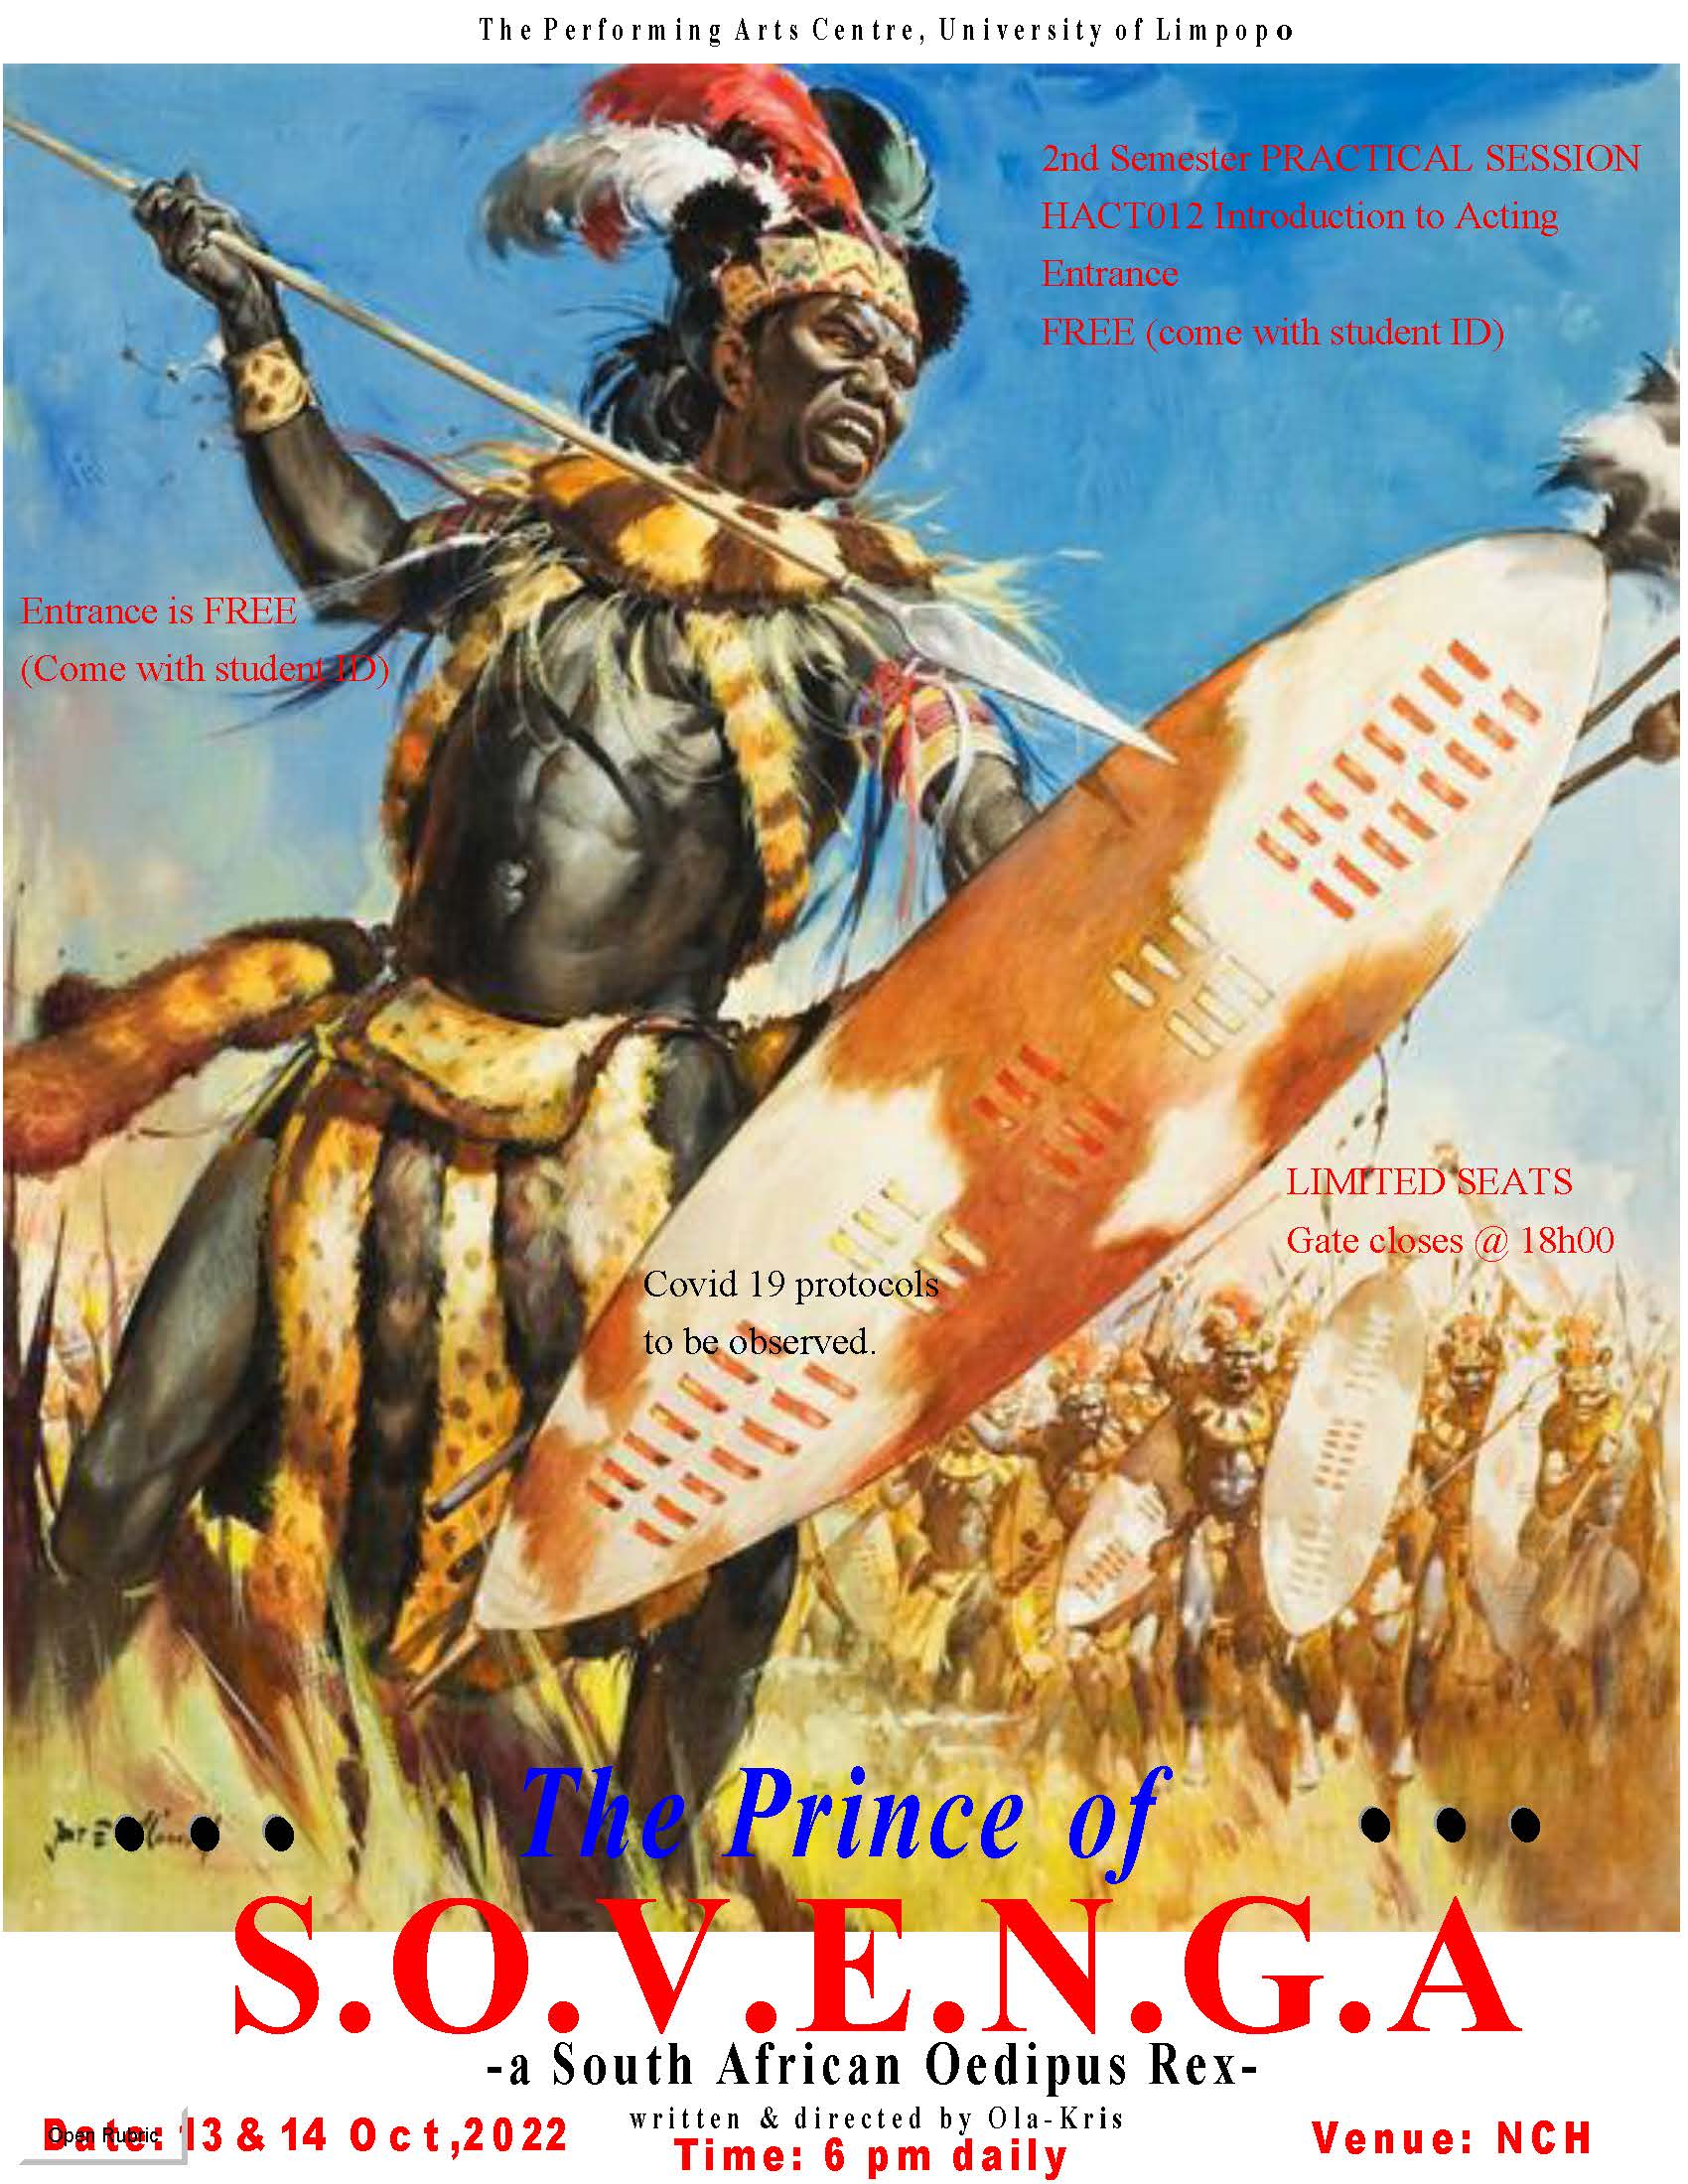 The Performing Arts Centre, University of Limpopo
2nd Semester PRACTICAL SESSION
HACT012 Introduction to Acting
Entrance
FREE (come with student ID)
Entrance is FREE
(Come with student ID)
LIMITED SEATS
Gate closes @ 18h00
Covid 19 protocols
to be observed.
The Prince of
S.O.V.E.N.G.A
-a South African Oedipus Rex-
written & directed by Ola-Kris
Date: 13 & 14 Oct,2022
Open Rubric
Time: 6 pm daily
Venue: NCH